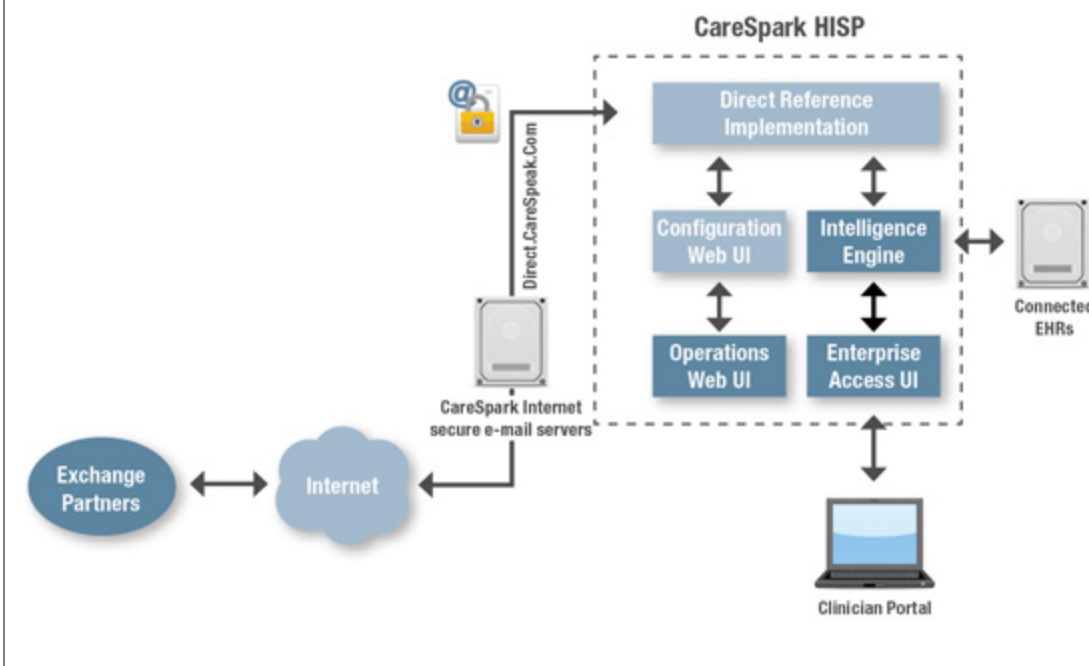 CareSpark HISP
Direct Reference
Implementation
@
Direct.CareSpeak.Com
Configuration
Web UI
Intelligence
Engine
Connected
EHRs
Operations
Web UI
Enterprise
Access UI
CareSpark Internet
secure e-mail servers
Exchange
Partners
Internet
Clinician Portal